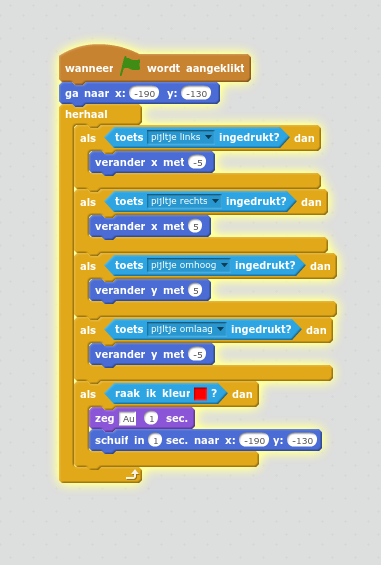 wanneer wordt aangeklikt
ga naar x: -190 y: -130
herhaal
als toets pijltje links ingedrukt? dan
verander x met -5
als toets pijltje rechts ingedrukt? dan
verander x met 5
als toets pijltje omhoog ingedrukt? dan
verander y met 5
als toets pijltje omlaag ingedrukt? dan
verander y met -5
als raak ik kleur ? dan
zeg Au 1 sec.
schuif in 1 sec. naar x: -190 y: -130